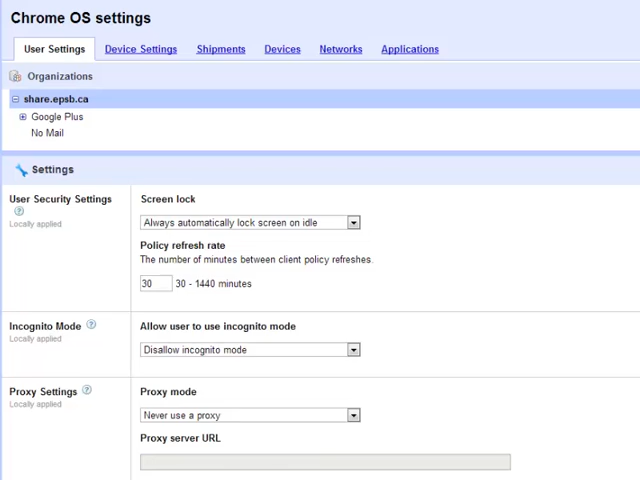 Chrome OS settings
User Settings Device Settings Shipments Devices Networks Applications
Organizations
share.epsb.ca
Google Plus
No Mail
Settings
User Security Settings
Locally applied
Screen lock
Always automatically lock screen on idle
Policy refresh rate
The number of minutes between client policy refreshes.
30 30 - 1440 minutes
Incognito Mode
Locally applied
Allow user to use incognito mode
Disallow incognito mode
Proxy Settings
Locally applied
Proxy mode
Never use a proxy
Proxy server URL